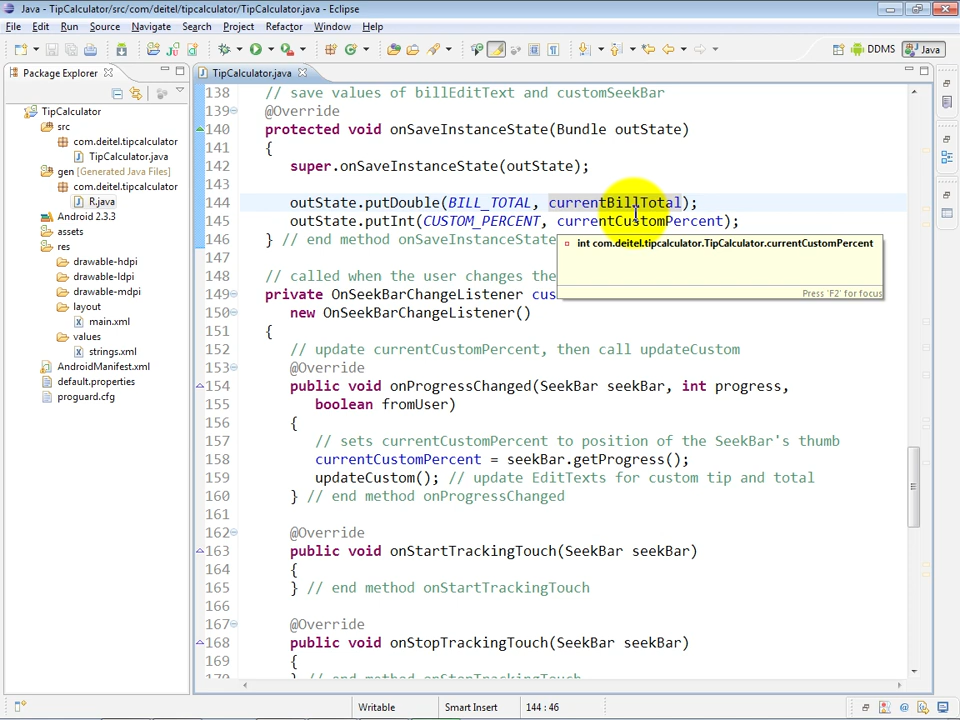 Java - TipCalculator/src/com/deitel/tipcalculator/TipCalculator.java - Eclipse
File Edit Run Source Navigate Search Project Refactor Window Help
DDMS Java
Package Explorer
TipCalculator
src
com.deitel.tipcalculator
TipCalculator.java
gen [Generated Java Files]
com.deitel.tipcalculator
R.java
Android 2.3.3
assets
res
drawable-hdpi
drawable-ldpi
drawable-mdpi
layout
main.xml
values
strings.xml
AndroidManifest.xml
default.properties
proguard.cfg
TipCalculator.java
138 // save values of billEditText and customSeekBar
139 @Override
140 protected void onSaveInstanceState(Bundle outState)
141 {
142 super.onSaveInstanceState(outState);
143
144 outState.putDouble(BILL_TOTAL, currentBillTotal);
145 outState.putInt(CUSTOM_PERCENT, currentCustomPercent);
146 } // end method onSaveInstanceState
int com.deitel.tipcalculator.TipCalculator.currentCustomPercent
Press 'F2' for focus
147
148 // called when the user changes the
149 private OnSeekBarChangeListener cus
150 new OnSeekBarChangeListener()
151 {
152 // update currentCustomPercent, then call updateCustom
153 @Override
154 public void onProgressChanged(SeekBar seekBar, int progress,
155 boolean fromUser)
156 {
157 // sets currentCustomPercent to position of the SeekBar's thumb
158 currentCustomPercent = seekBar.getProgress();
159 updateCustom(); // update EditTexts for custom tip and total
160 } // end method onProgressChanged
161
162 @Override
163 public void onStartTrackingTouch(SeekBar seekBar)
164 {
165 } // end method onStartTrackingTouch
166
167 @Override
168 public void onStopTrackingTouch(SeekBar seekBar)
169 {
170 } // end method onStopTrackingTouch
Writable Smart Insert 144 : 46